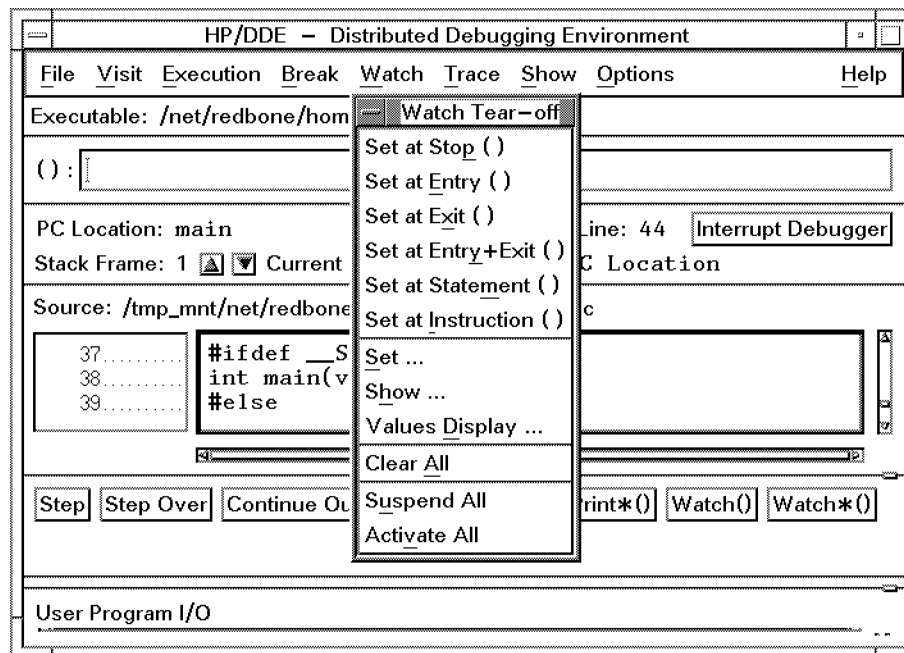 HP/DDE – Distributed Debugging Environment
File Visit Execution Break Watch Trace Show Options Help
Executable: /net/redbone/hom
Watch Tear-off
Set at Stop ( )
( ) :
Set at Entry ( )
Set at Exit ( )
PC Location: main
Line: 44 Interrupt Debugger
Set at Entry+Exit ( )
Stack Frame: 1 Current
C Location
Set at Statement ( )
Source: /tmp_mnt/net/redbone
c
Set at Instruction ( )
37.......... #ifdef __S
38.......... int main(v
39.......... #else
Set ...
Show ...
Values Display ...
Clear All
Step Step Over Continue Ou
rint*() Watch() Watch*()
Suspend All
Activate All
User Program I/O